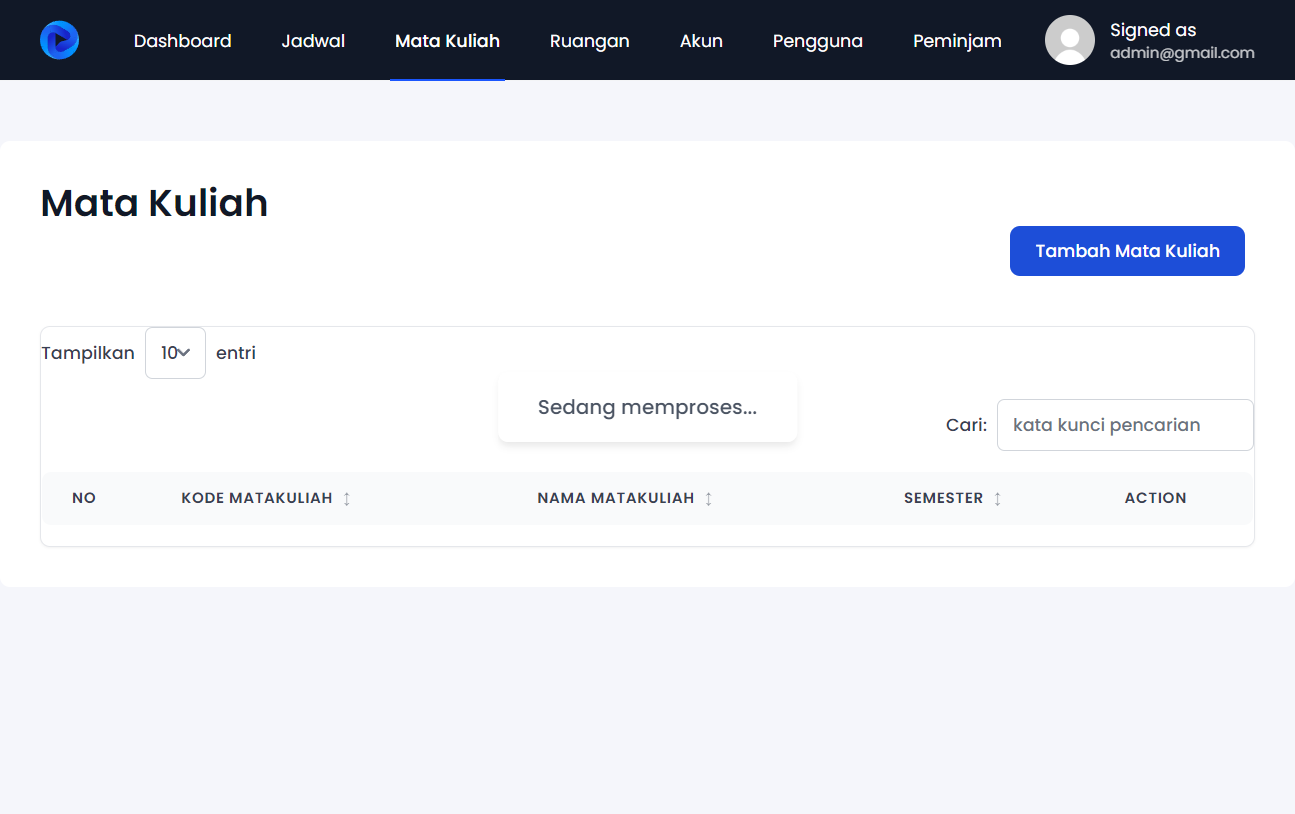 Dashboard Jadwal Mata Kuliah Ruangan Akun Pengguna Peminjam Signed as
admin@gmail.com
Mata Kuliah
Tambah Mata Kuliah
Tampilkan 10 entri
Sedang memproses...
Cari: kata kunci pencarian
NO KODE MATAKULIAH NAMA MATAKULIAH SEMESTER ACTION